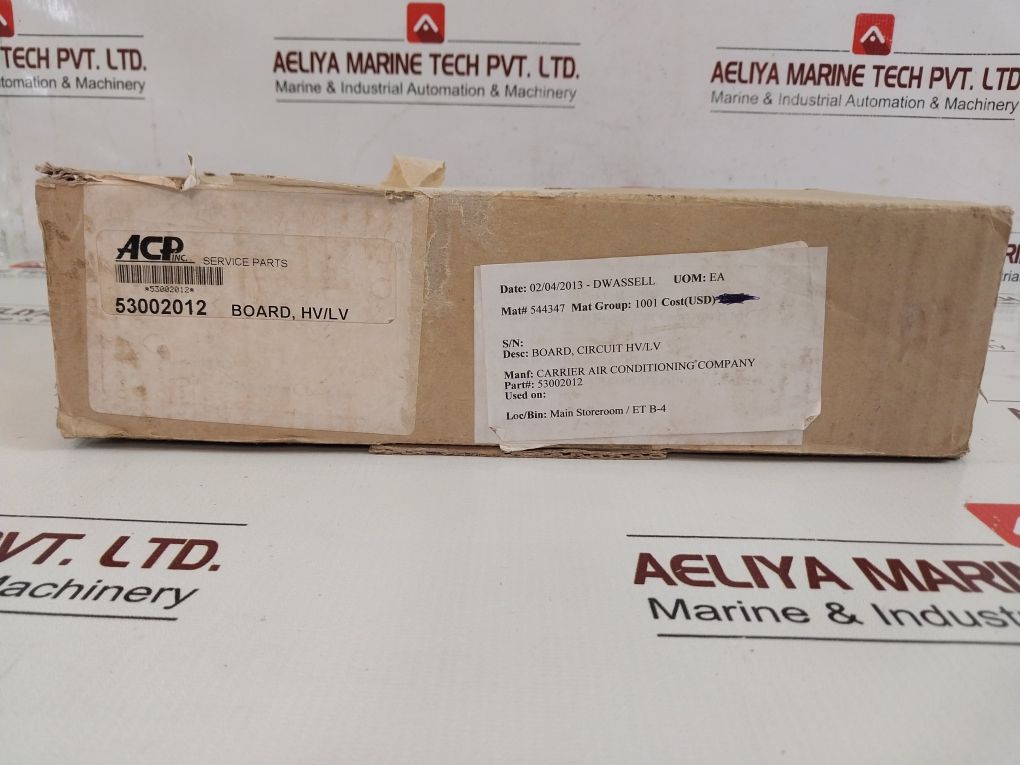 TECH PVT. LTD.
Automation & Machinery
AELIYA MARINE TECH PVT. LTD.
Marine & Industrial Automation & Machinery
AELIYA MARINE TECH PVT. LTD.
Marine & Industrial Automation & Machinery
ACP INC. SERVICE PARTS
*53002012*
53002012 BOARD, HV/LV
Date: 02/04/2013 - DWASSELL UOM: EA
Mat# 544347 Mat Group: 1001 Cost(USD)
S/N:
Desc: BOARD, CIRCUIT HV/LV
Manf: CARRIER AIR CONDITIONING COMPANY
Part#: 53002012
Used on:
Loc/Bin: Main Storeroom / ET B-4
PVT. LTD.
Machinery
AELIYA MARIN
Marine & Industr